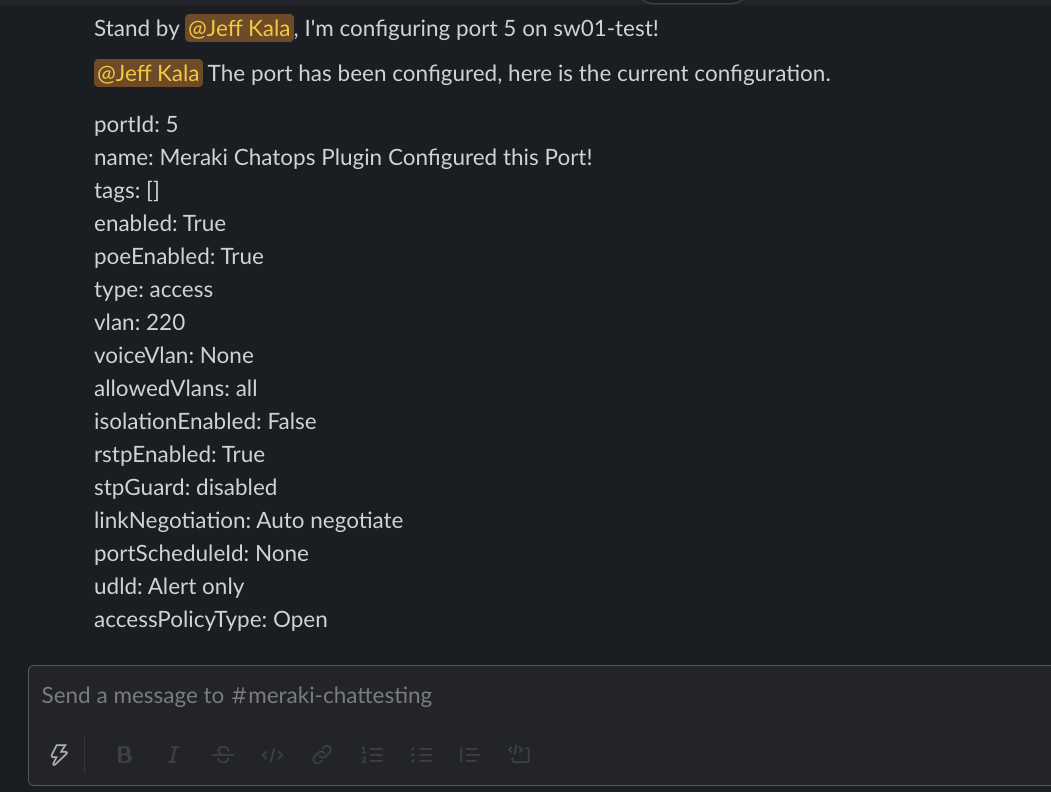 Stand by @Jeff Kala, I'm configuring port 5 on sw01-test!
@Jeff Kala The port has been configured, here is the current configuration.
portId: 5
name: Meraki Chatops Plugin Configured this Port!
tags: []
enabled: True
poeEnabled: True
type: access
vlan: 220
voiceVlan: None
allowedVlans: all
isolationEnabled: False
rstpEnabled: True
stpGuard: disabled
linkNegotiation: Auto negotiate
portScheduleId: None
udld: Alert only
accessPolicyType: Open
Send a message to #meraki-chattesting
B I S </>